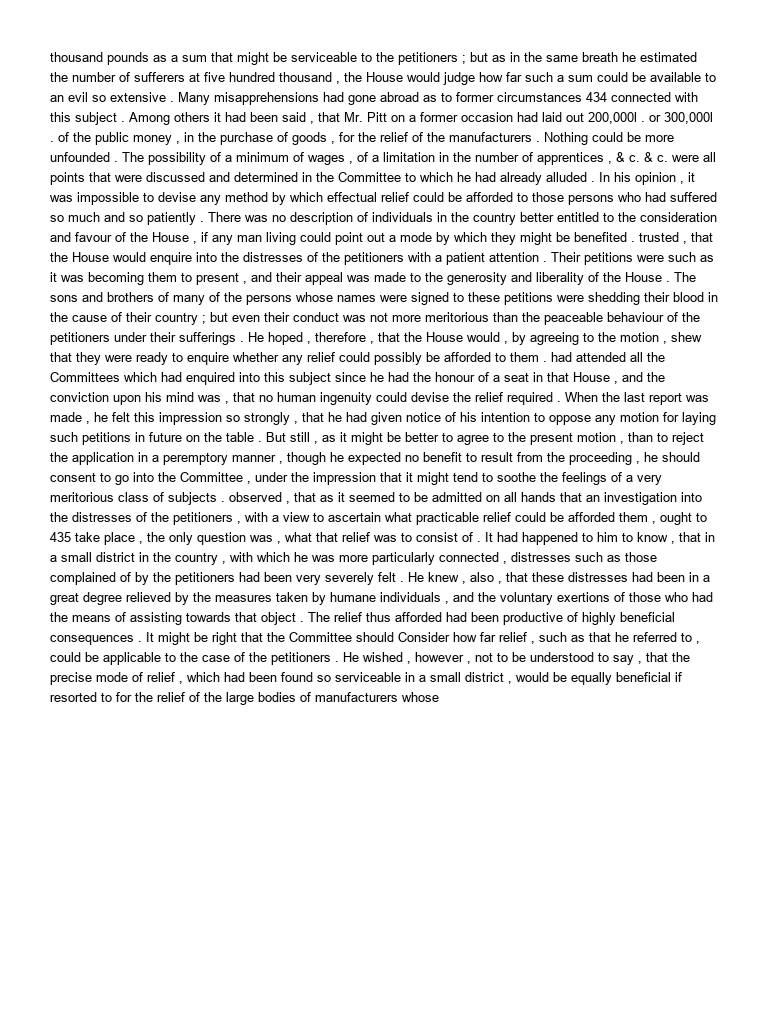 thousand pounds as a sum that might be serviceable to the petitioners ; but as in the same breath he estimated
the number of sufferers at five hundred thousand , the House would judge how far such a sum could be available to
an evil so extensive . Many misapprehensions had gone abroad as to former circumstances 434 connected with
this subject . Among others it had been said , that Mr. Pitt on a former occasion had laid out 200,000l . or 300,000l
. of the public money , in the purchase of goods , for the relief of the manufacturers . Nothing could be more
unfounded . The possibility of a minimum of wages , of a limitation in the number of apprentices , & c. & c. were all
points that were discussed and determined in the Committee to which he had already alluded . In his opinion , it
was impossible to devise any method by which effectual relief could be afforded to those persons who had suffered
so much and so patiently . There was no description of individuals in the country better entitled to the consideration
and favour of the House , if any man living could point out a mode by which they might be benefited . trusted , that
the House would enquire into the distresses of the petitioners with a patient attention . Their petitions were such as
it was becoming them to present , and their appeal was made to the generosity and liberality of the House . The
sons and brothers of many of the persons whose names were signed to these petitions were shedding their blood in
the cause of their country ; but even their conduct was not more meritorious than the peaceable behaviour of the
petitioners under their sufferings . He hoped , therefore , that the House would , by agreeing to the motion , shew
that they were ready to enquire whether any relief could possibly be afforded to them . had attended all the
Committees which had enquired into this subject since he had the honour of a seat in that House , and the
conviction upon his mind was , that no human ingenuity could devise the relief required . When the last report was
made , he felt this impression so strongly , that he had given notice of his intention to oppose any motion for laying
such petitions in future on the table . But still , as it might be better to agree to the present motion , than to reject
the application in a peremptory manner , though he expected no benefit to result from the proceeding , he should
consent to go into the Committee , under the impression that it might tend to soothe the feelings of a very
meritorious class of subjects . observed , that as it seemed to be admitted on all hands that an investigation into
the distresses of the petitioners , with a view to ascertain what practicable relief could be afforded them , ought to
435 take place , the only question was , what that relief was to consist of . It had happened to him to know , that in
a small district in the country , with which he was more particularly connected , distresses such as those
complained of by the petitioners had been very severely felt . He knew , also , that these distresses had been in a
great degree relieved by the measures taken by humane individuals , and the voluntary exertions of those who had
the means of assisting towards that object . The relief thus afforded had been productive of highly beneficial
consequences . It might be right that the Committee should Consider how far relief , such as that he referred to ,
could be applicable to the case of the petitioners . He wished , however , not to be understood to say , that the
precise mode of relief , which had been found so serviceable in a small district , would be equally beneficial if
resorted to for the relief of the large bodies of manufacturers whose